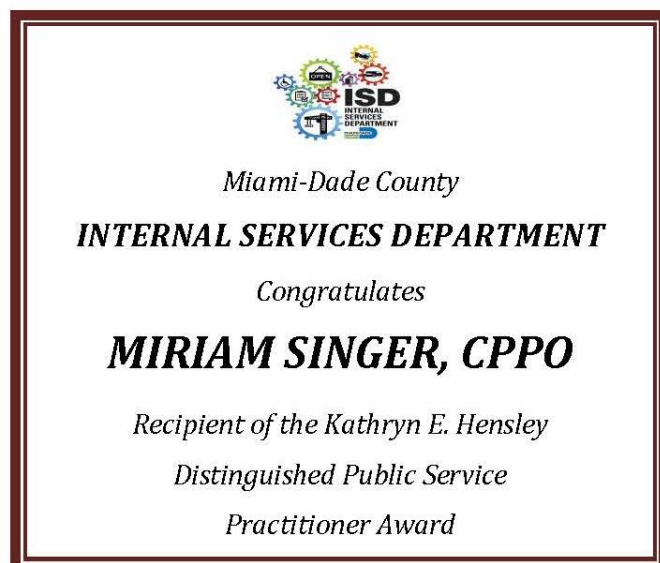 OPEN
ISD
INTERNAL
SERVICES
DEPARTMENT
Miami-Dade County
INTERNAL SERVICES DEPARTMENT
Congratulates
MIRIAM SINGER, CPPO
Recipient of the Kathryn E. Hensley
Distinguished Public Service
Practitioner Award